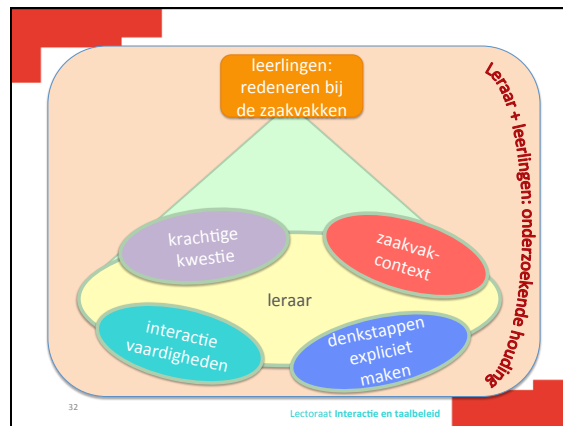 leerlingen:
redeneren bij
de zaakvakken
Leraar + leerlingen: onderzoekende houding
krachtige
kwestie
zaakvak-
context
leraar
interactie
vaardigheden
denkstappen
expliciet
maken
32
Lectoraat Interactie en taalbeleid